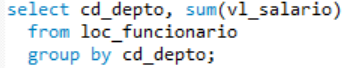 select cd_depto, sum(vl_salario)
from loc_funcionario
group by cd_depto;